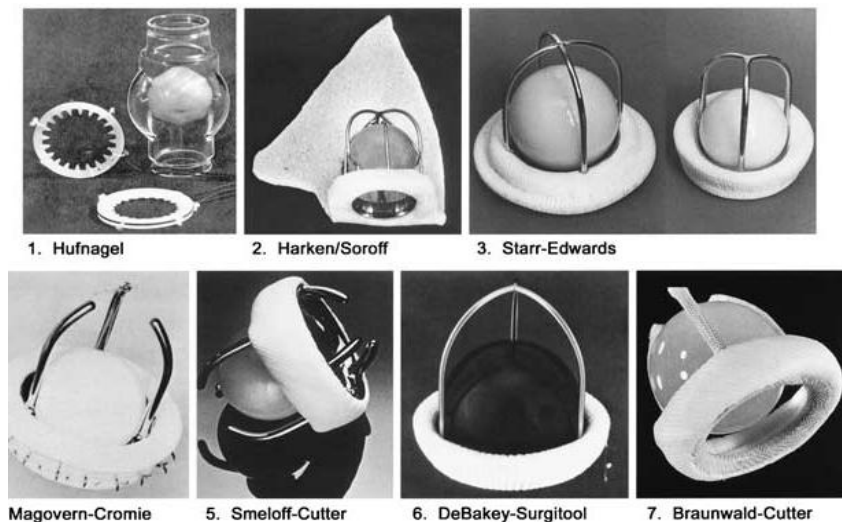 1. Hufnagel
2. Harken/Soroff
3. Starr-Edwards
Magovern-Cromie
5. Smeloff-Cutter
6. DeBakey-Surgitool
7. Braunwald-Cutter